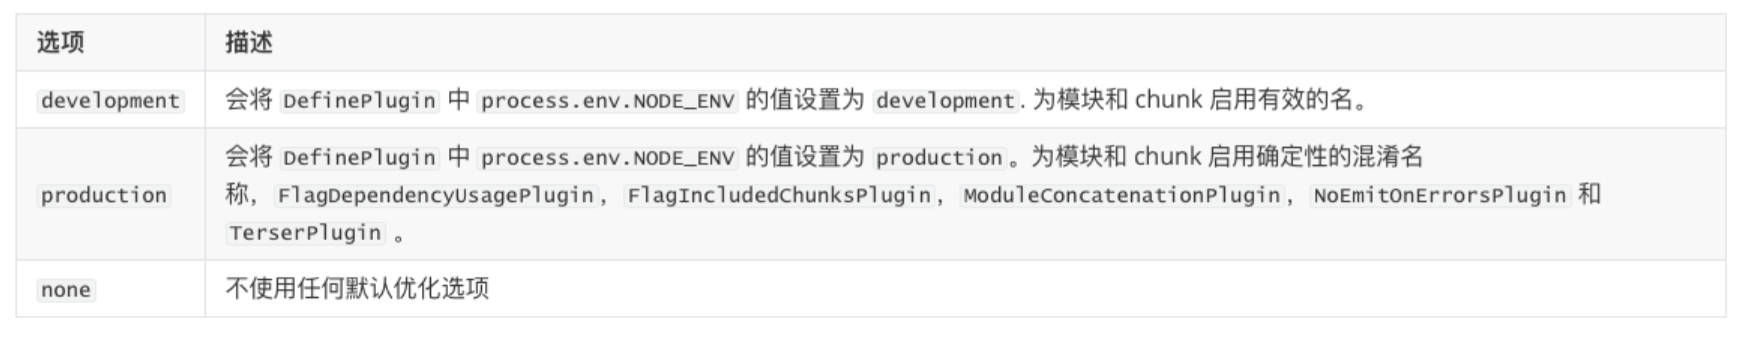 选项 描述
development 会将 DefinePlugin 中 process.env.NODE_ENV 的值设置为 development. 为模块和 chunk 启用有效的名。
会将 DefinePlugin 中 process.env.NODE_ENV 的值设置为 production 。为模块和 chunk 启用确定性的混淆名
production 称， FlagDependencyUsagePlugin ， FlagIncludedChunksPlugin ， ModuleConcatenationPlugin ， NoEmitOnErrorsPlugin 和
TerserPlugin 。
none 不使用任何默认优化选项